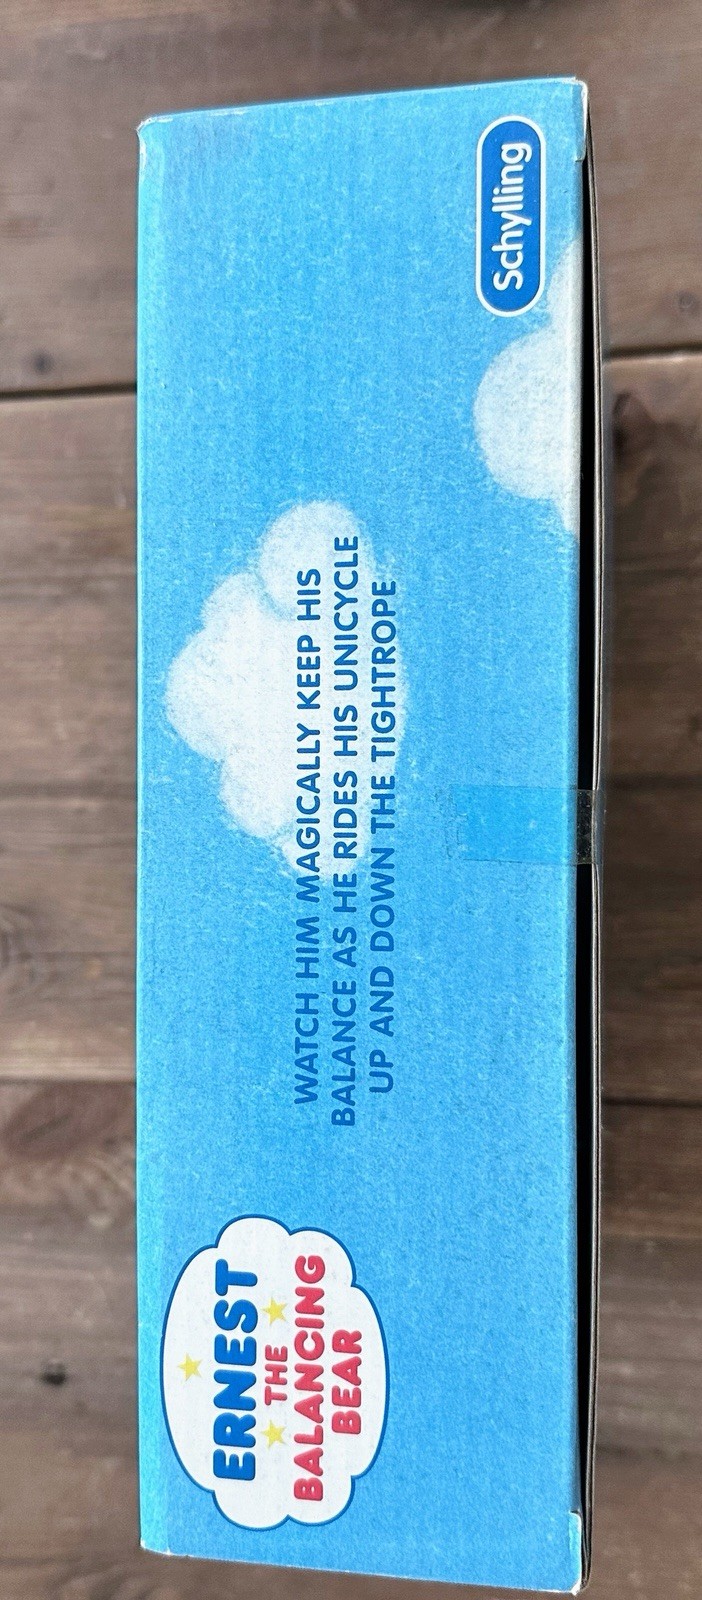 ERNEST
THE
BALANCING
BEAR
WATCH HIM MAGICALLY KEEP HIS
BALANCE AS HE RIDES HIS UNICYCLE
UP AND DOWN THE TIGHTROPE
Schylling